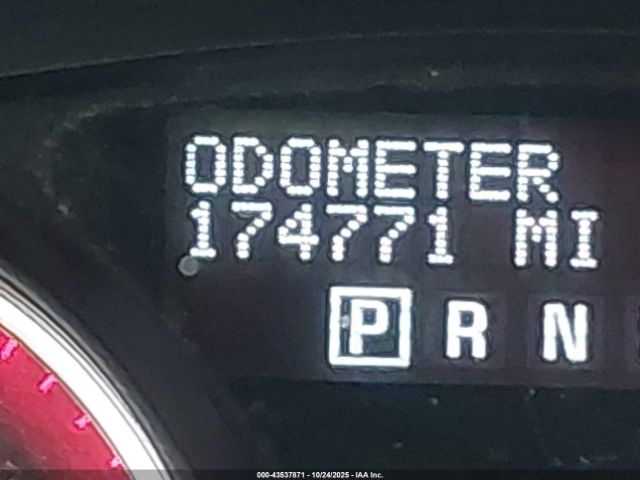 ODOMETER
174771 MI
P R N
000-43537871 - 10/24/2025 - IAA Inc.